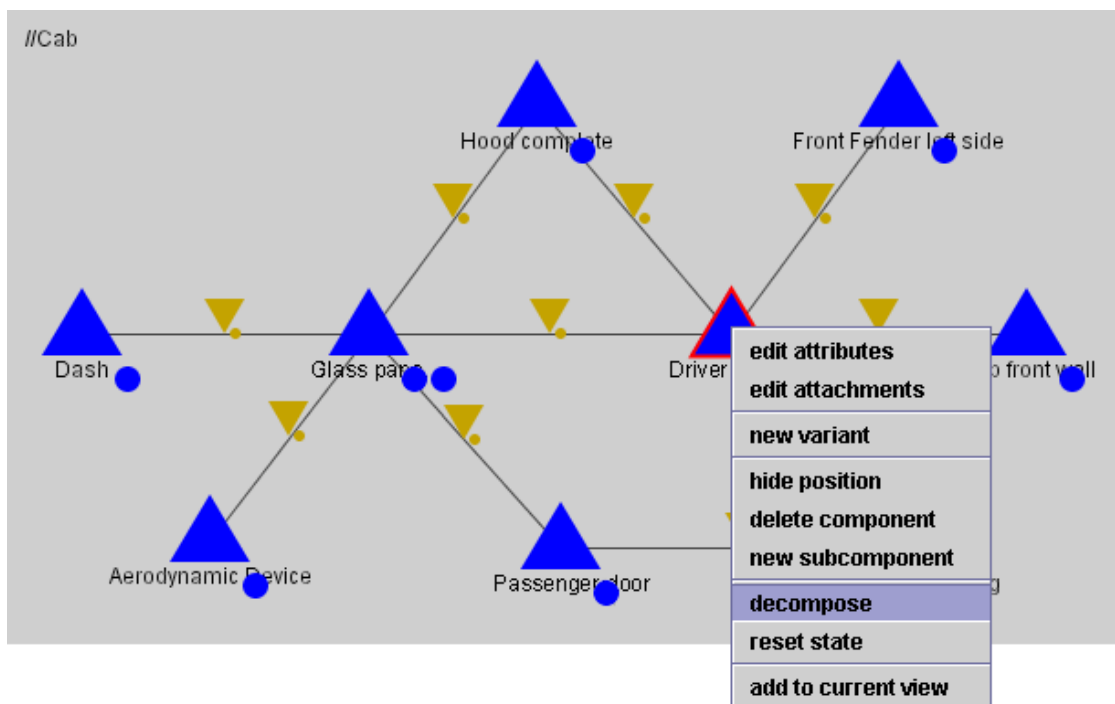 //Cab
Hood complete
Front Fender left side
Dash
Glass pane
Driver
front wall
edit attributes
edit attachments
new variant
hide position
delete component
new subcomponent
Aerodynamic Device
Passenger door
decompose
reset state
add to current view